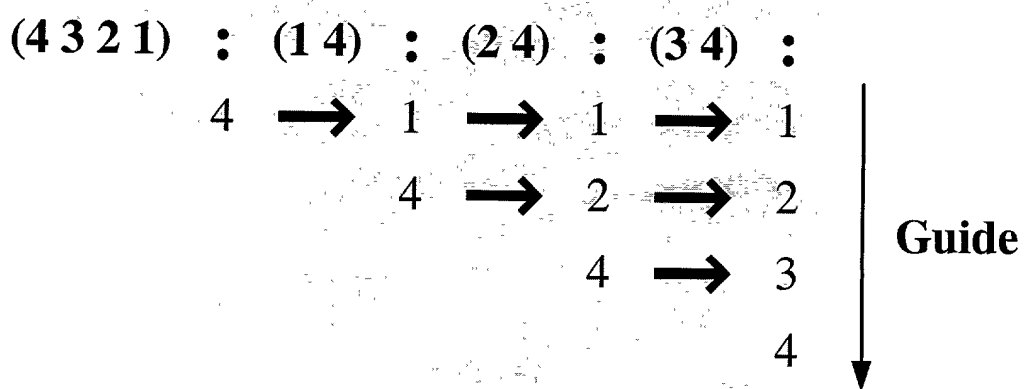 (4 3 2 1) : (1 4) : (2 4) : (3 4) :
4 → 1 → 1 → 1
4 → 2 → 2
4 → 3
4
Guide